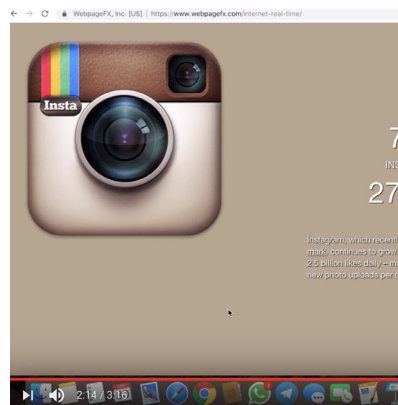 WebpageFX, Inc. [US] | https://www.webpagefx.com/internet-real-time/
Insta
7
INS
27
Instagram, which recentl
mark, continues to grow
2.5 billion likes daily – m
new photo uploads per
2:14 / 3:16